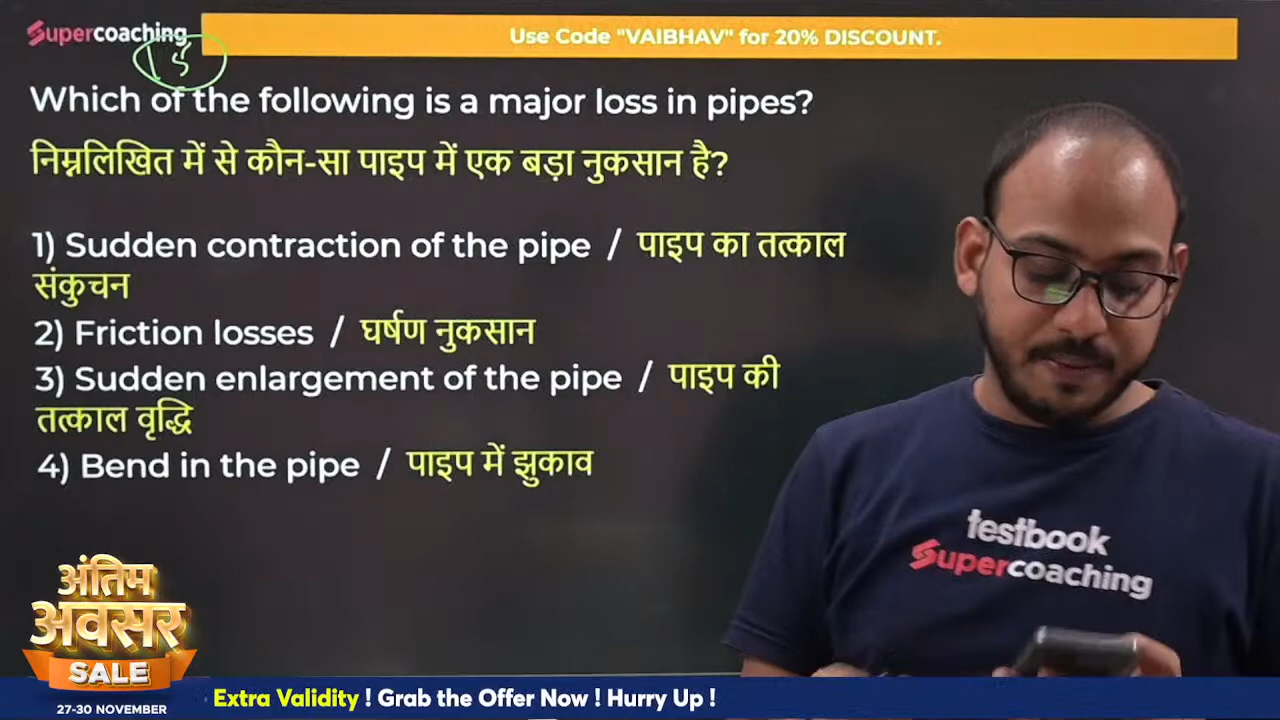 Supercoaching
Use Code "VAIBHAV" for 20% DISCOUNT.
15
Which of the following is a major loss in pipes?
निम्नलिखित में से कौन-सा पाइप में एक बड़ा नुकसान है?
1) Sudden contraction of the pipe / पाइप का तत्काल
संकुचन
2) Friction losses / घर्षण नुकसान
3) Sudden enlargement of the pipe / पाइप की
तत्काल वृद्धि
4) Bend in the pipe / पाइप में झुकाव
testbook
Supercoaching
अंतिम
अवसर
SALE
27-30 NOVEMBER
Extra Validity ! Grab the Offer Now ! Hurry Up !